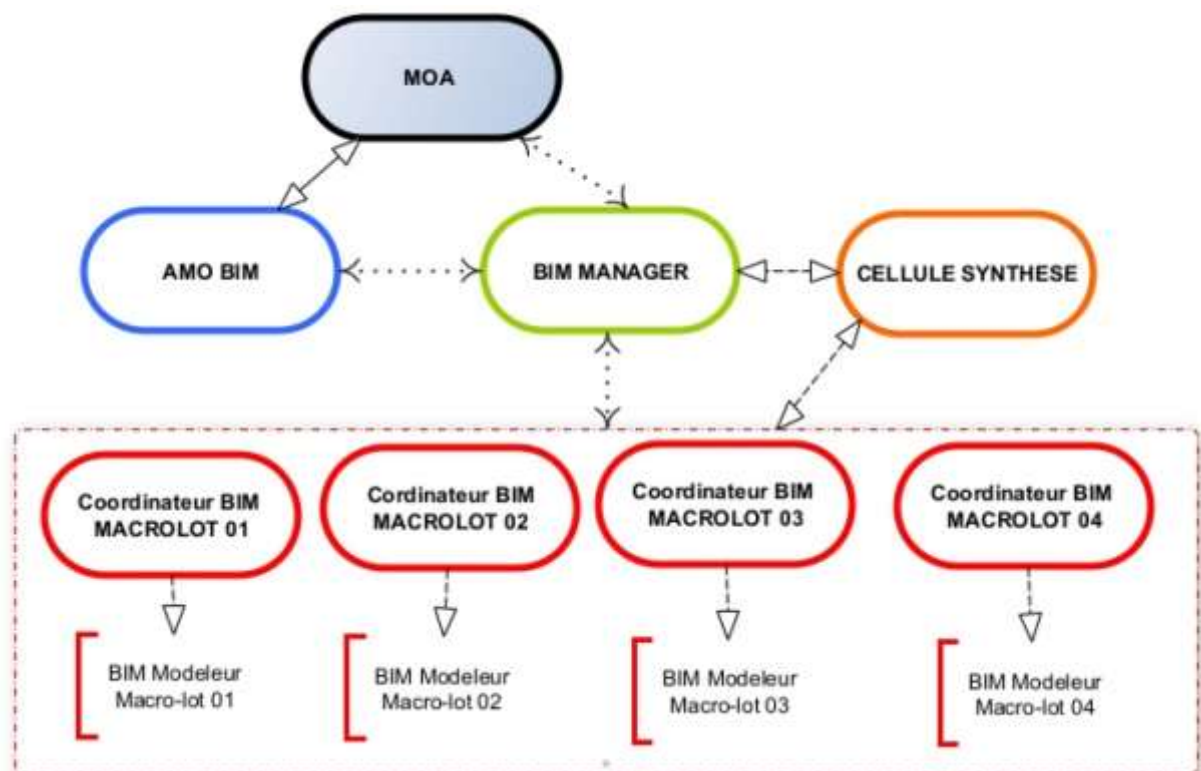 MOA
AMO BIM
BIM MANAGER
CELLULE SYNTHESE
Coordinateur BIM
MACROLOT 01
Cordinateur BIM
MACROLOT 02
Coordinateur BIM
MACROLOT 03
Coordinateur BIM
MACROLOT 04
BIM Modeleur
Macro-lot 01
BIM Modeleur
Macro-lot 02
BIM Modeleur
Macro-lot 03
BIM Modeleur
Macro-lot 04